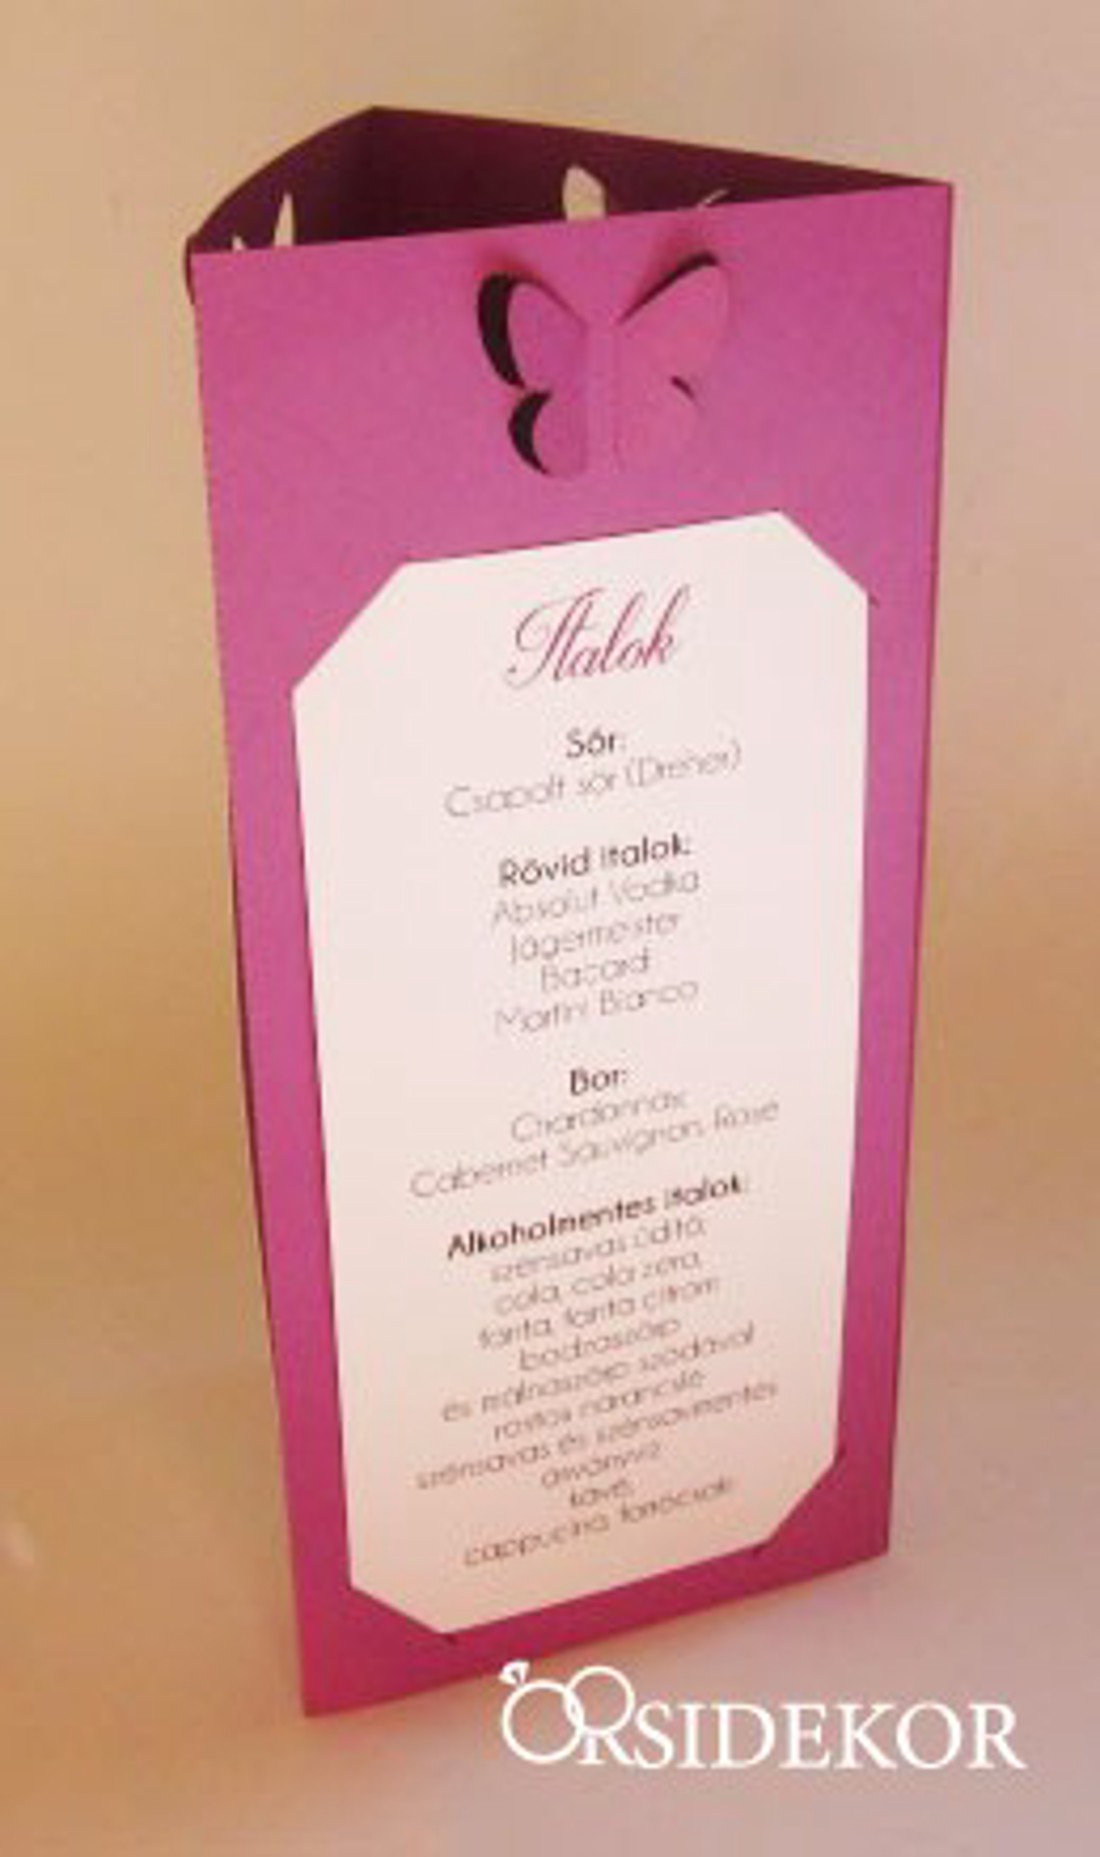 Italok
Sör:
Csapolt sör (Dreher)
Rövid italok:
Absolut Vodka
Jägermeister
Bacardi
Martini Bianco
Bor:
Chardonnay
Cabernet Sauvignon, Rosé
Alkoholmentes italok:
szénsavas üdítő,
cola, cola zero,
fanta, fanta citrom
bodzaszörp
és málnaszörp szódával
rostos narancslé
szénsavas és szénsavmentes
ásványvíz
kávé,
cappucino, forrócsoki
ORSIDEKOR